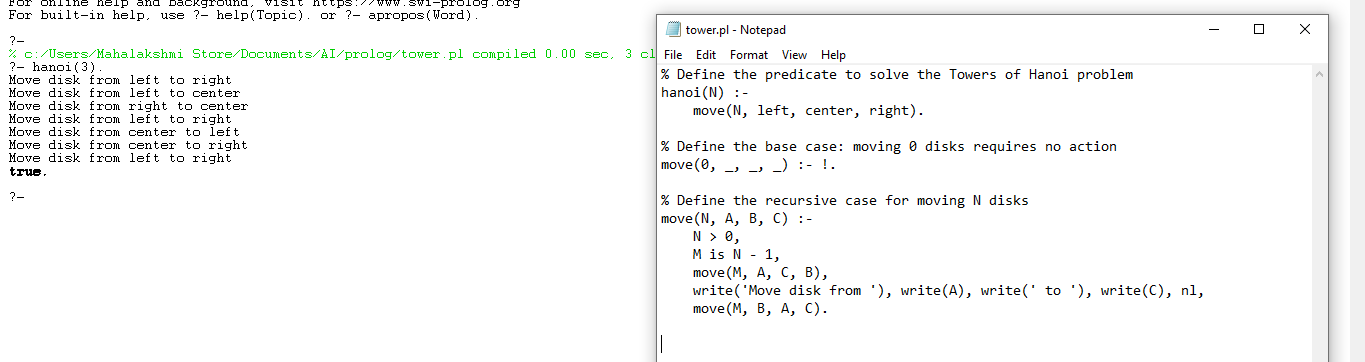 For online help and background, visit https://www.swi-prolog.org
For built-in help, use ?- help(Topic). or ?- apropos(Word).
?-
% c:/Users/Mahalakshmi Store/Documents/AI/prolog/tower.pl compiled 0.00 sec, 3 cl
?- hanoi(3).
Move disk from left to right
Move disk from left to center
Move disk from right to center
Move disk from left to right
Move disk from center to left
Move disk from center to right
Move disk from left to right
true.
?-
tower.pl - Notepad
File Edit Format View Help
% Define the predicate to solve the Towers of Hanoi problem
hanoi(N) :-
    move(N, left, center, right).
% Define the base case: moving 0 disks requires no action
move(0, _, _, _) :- !.
% Define the recursive case for moving N disks
move(N, A, B, C) :-
    N > 0,
    M is N - 1,
    move(M, A, C, B),
    write('Move disk from '), write(A), write(' to '), write(C), nl,
    move(M, B, A, C).